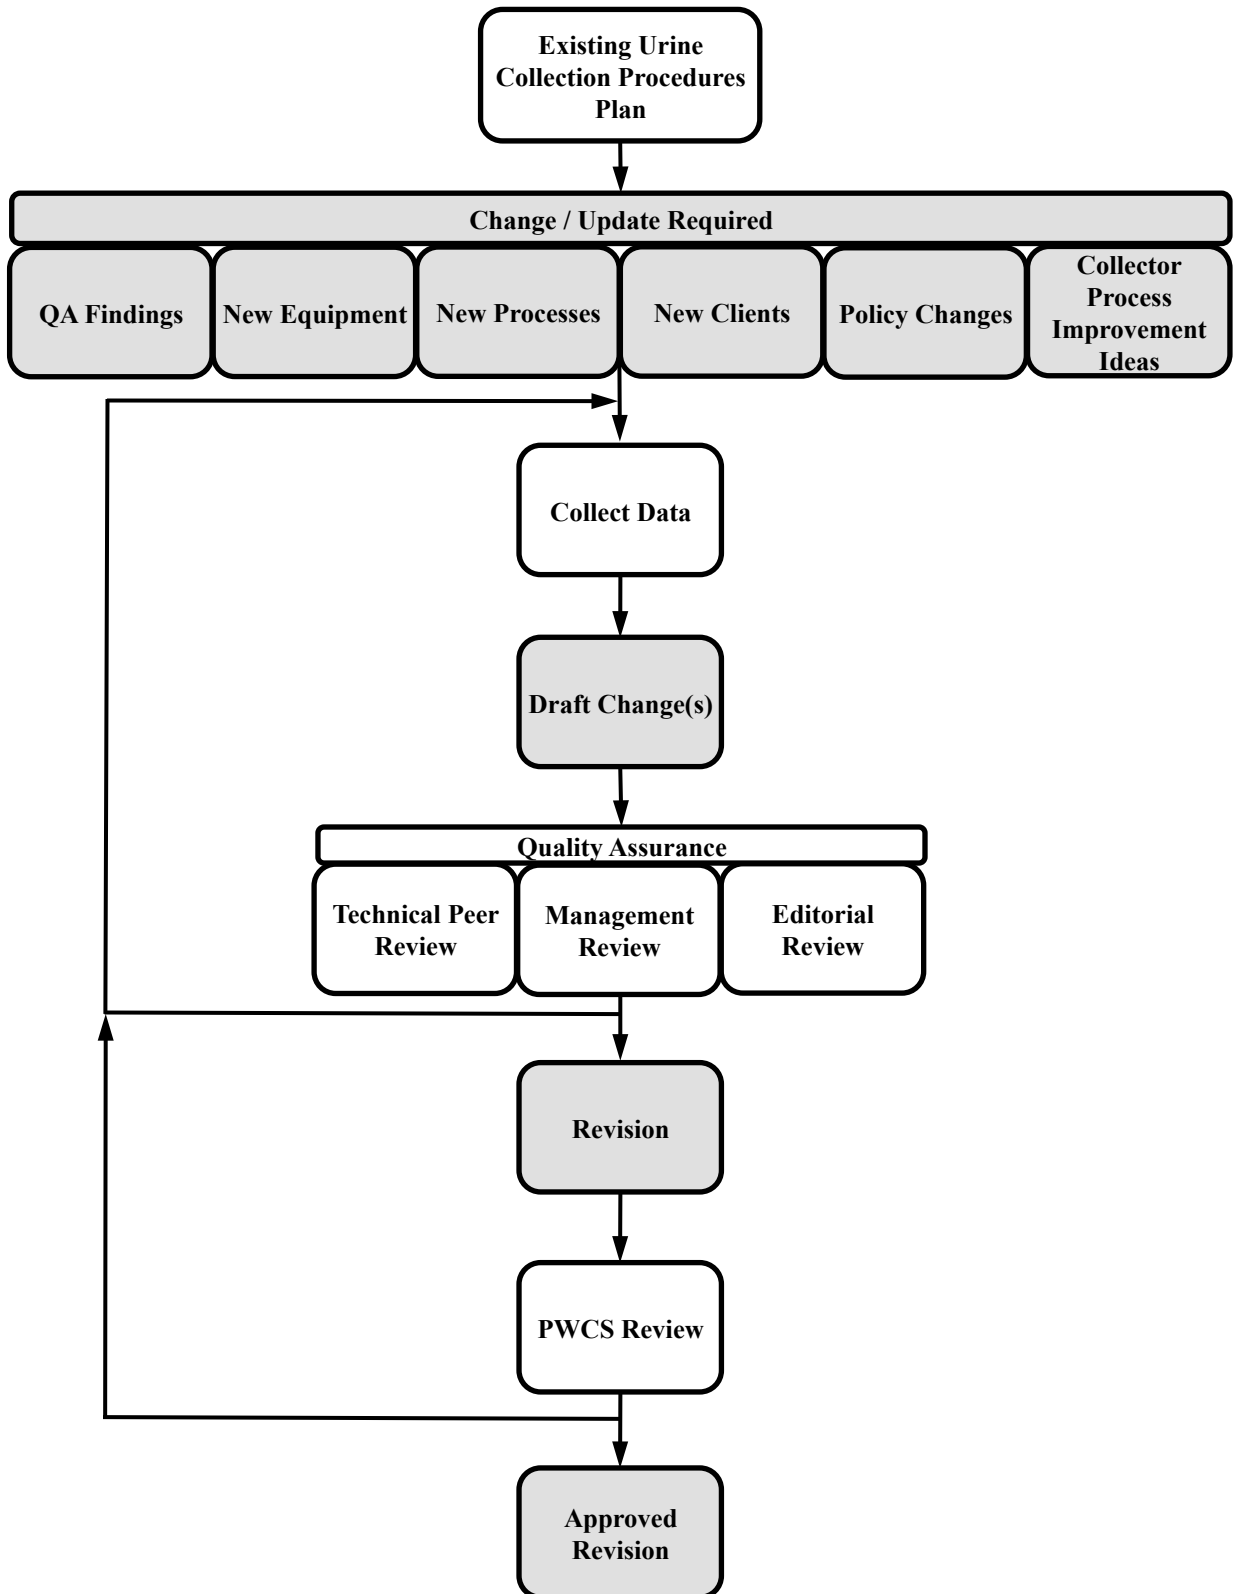 Existing Urine
Collection Procedures
Plan
Change / Update Required
QA Findings
New Equipment
New Processes
New Clients
Policy Changes
Collector
Process
Improvement
Ideas
Collect Data
Draft Change(s)
Quality Assurance
Technical Peer
Review
Management
Review
Editorial
Review
Revision
PWCS Review
Approved
Revision